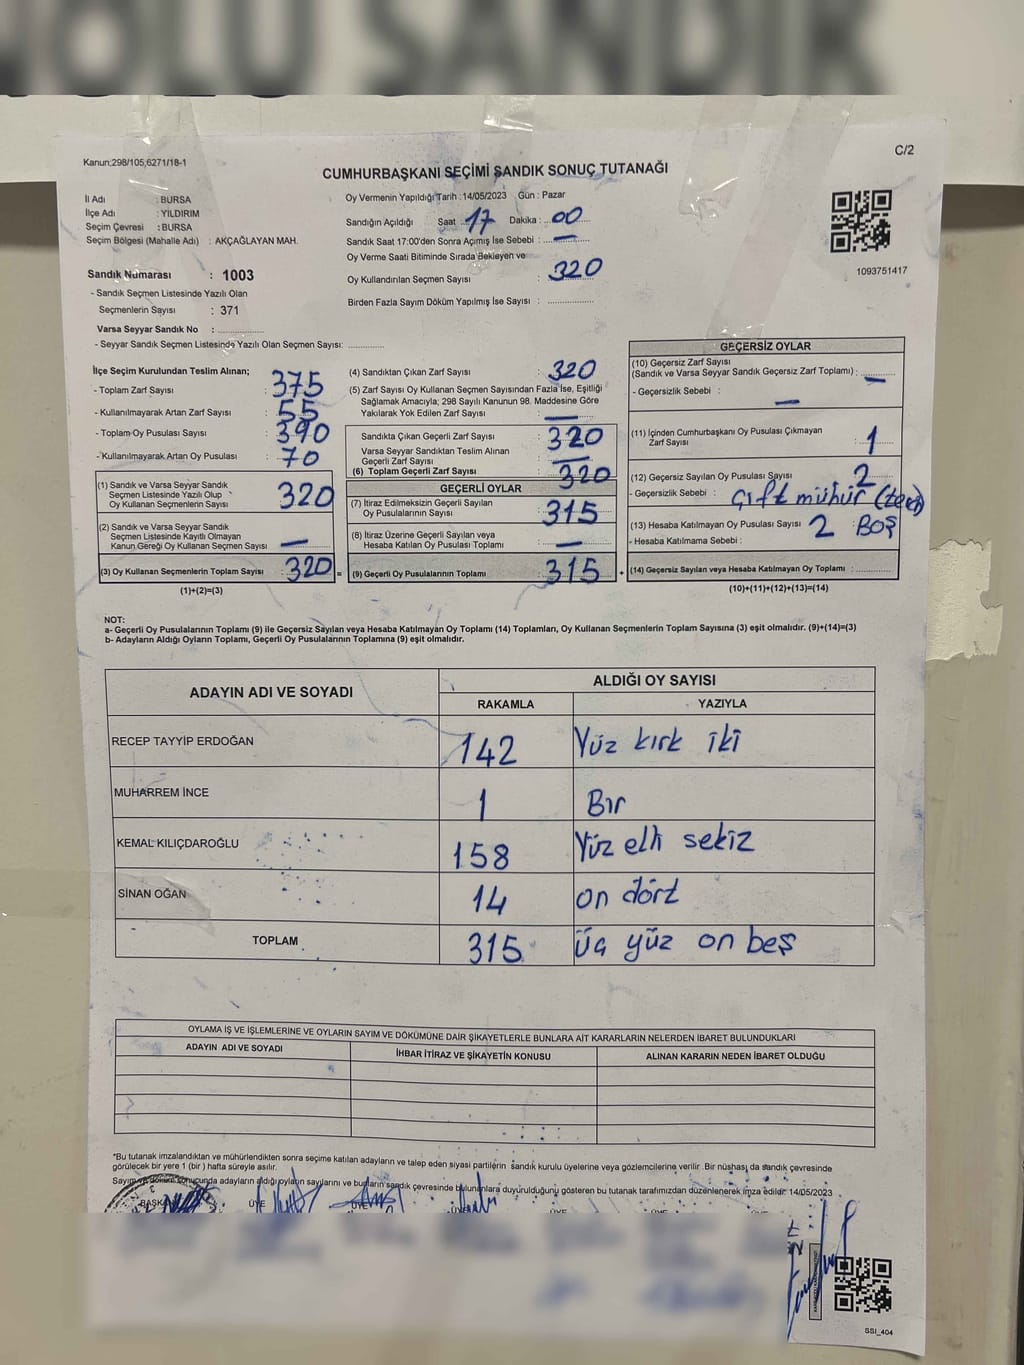 NOLU SANDIK
Kanun:298/105,6271/18-1
C/2
CUMHURBAŞKANI SEÇİMİ SANDIK SONUÇ TUTANAĞI
İl Adı : BURSA
İlçe Adı : YILDIRIM
Seçim Çevresi : BURSA
Seçim Bölgesi (Mahalle Adı) : AKÇAĞLAYAN MAH.
Sandık Numarası : 1003
- Sandık Seçmen Listesinde Yazılı Olan
Seçmenlerin Sayısı : 371
Varsa Seyyar Sandık No : ..............
- Seyyar Sandık Seçmen Listesinde Yazılı Olan Seçmen Sayısı: ............
Oy Vermenin Yapıldığı Tarih : 14/05/2023 Gün : Pazar
Sandığın Açıldığı Saat : 17 Dakika : 00
Sandık Saat 17:00'den Sonra Açımış İse Sebebi : —
Oy Verme Saati Bitiminde Sırada Bekleyen ve
Oy Kullandırılan Seçmen Sayısı : 320
Birden Fazla Sayım Döküm Yapılmış İse Sayısı : ..............
1093751417
İlçe Seçim Kurulundan Teslim Alınan;
- Toplam Zarf Sayısı : 375
- Kullanılmayarak Artan Zarf Sayısı : 55
- Toplam Oy Pusulası Sayısı : 390
- Kullanılmayarak Artan Oy Pusulası : 70
(1) Sandık ve Varsa Seyyar Sandık
Seçmen Listesinde Yazılı Olup
Oy Kullanan Seçmenlerin Sayısı : 320
(2) Sandık ve Varsa Seyyar Sandık
Seçmen Listesinde Kayıtlı Olmayan
Kanun Gereği Oy Kullanan Seçmen Sayısı : —
(3) Oy Kullanan Seçmenlerin Toplam Sayısı : 320 =
(1)+(2)=(3)
(4) Sandıktan Çıkan Zarf Sayısı : 320
(5) Zarf Sayısı Oy Kullanan Seçmen Sayısından Fazla İse, Eşitliği
Sağlamak Amacıyla; 298 Sayılı Kanunun 98. Maddesine Göre
Yakılarak Yok Edilen Zarf Sayısı : —
Sandıkta Çıkan Geçerli Zarf Sayısı : 320
Varsa Seyyar Sandıktan Teslim Alınan
Geçerli Zarf Sayısı : —
(6) Toplam Geçerli Zarf Sayısı : 320
GEÇERLİ OYLAR
(7) İtiraz Edilmeksizin Geçerli Sayılan
Oy Pusulalarının Sayısı : 315
(8) İtiraz Üzerine Geçerli Sayılan veya
Hesaba Katılan Oy Pusulası Toplamı : —
(9) Geçerli Oy Pusulalarının Toplamı : 315 +
GEÇERSİZ OYLAR
(10) Geçersiz Zarf Sayısı
(Sandık ve Varsa Seyyar Sandık Geçersiz Zarf Toplamı) : —
- Geçersizlik Sebebi : —
(11) İçinden Cumhurbaşkanı Oy Pusulası Çıkmayan
Zarf Sayısı : 1
(12) Geçersiz Sayılan Oy Pusulası Sayısı : 2
- Geçersizlik Sebebi : Çift mühür
(13) Hesaba Katılmayan Oy Pusulası Sayısı : 2 BOŞ
- Hesaba Katılmama Sebebi :
(14) Geçersiz Sayılan veya Hesaba Katılmayan Oy Toplamı : ............
(10)+(11)+(12)+(13)=(14)
NOT:
a- Geçerli Oy Pusulalarının Toplamı (9) ile Geçersiz Sayılan veya Hesaba Katılmayan Oy Toplamı (14) Toplamları, Oy Kullanan Seçmenlerin Toplam Sayısına (3) eşit olmalıdır. (9)+(14)=(3)
b- Adayların Aldığı Oyların Toplamı, Geçerli Oy Pusulalarının Toplamına (9) eşit olmalıdır.
ADAYIN ADI VE SOYADI
ALDIĞI OY SAYISI
RAKAMLA YAZIYLA
RECEP TAYYİP ERDOĞAN 142 Yüz kırk iki
MUHARREM İNCE 1 Bir
KEMAL KILIÇDAROĞLU 158 Yüz elli sekiz
SİNAN OĞAN 14 on dört
TOPLAM 315 Üç yüz on beş
OYLAMA İŞ VE İŞLEMLERİNE VE OYLARIN SAYIM VE DÖKÜMÜNE DAİR ŞİKAYETLERLE BUNLARA AİT KARARLARIN NELERDEN İBARET BULUNDUKLARI
ADAYIN ADI VE SOYADI İHBAR İTİRAZ VE ŞİKAYETİN KONUSU ALINAN KARARIN NEDEN İBARET OLDUĞU
*Bu tutanak imzalandıktan ve mühürlendikten sonra seçime katılan adayların ve talep eden siyasi partilerin sandık kurulu üyelerine veya gözlemcilerine verilir. Bir nüshası da sandık çevresinde
görülecek bir yere 1 (bir) hafta süreyle asılır.
Sayım ve döküm sonucunda adayların aldığı oyların sayılarını ve bunların sandık çevresinde bulunanlara duyurulduğunu gösteren bu tutanak tarafımızdan düzenlenerek imza edildi. 14/05/2023
BAŞKAN ÜYE ÜYE ÜYE ÜYE
SSI_404